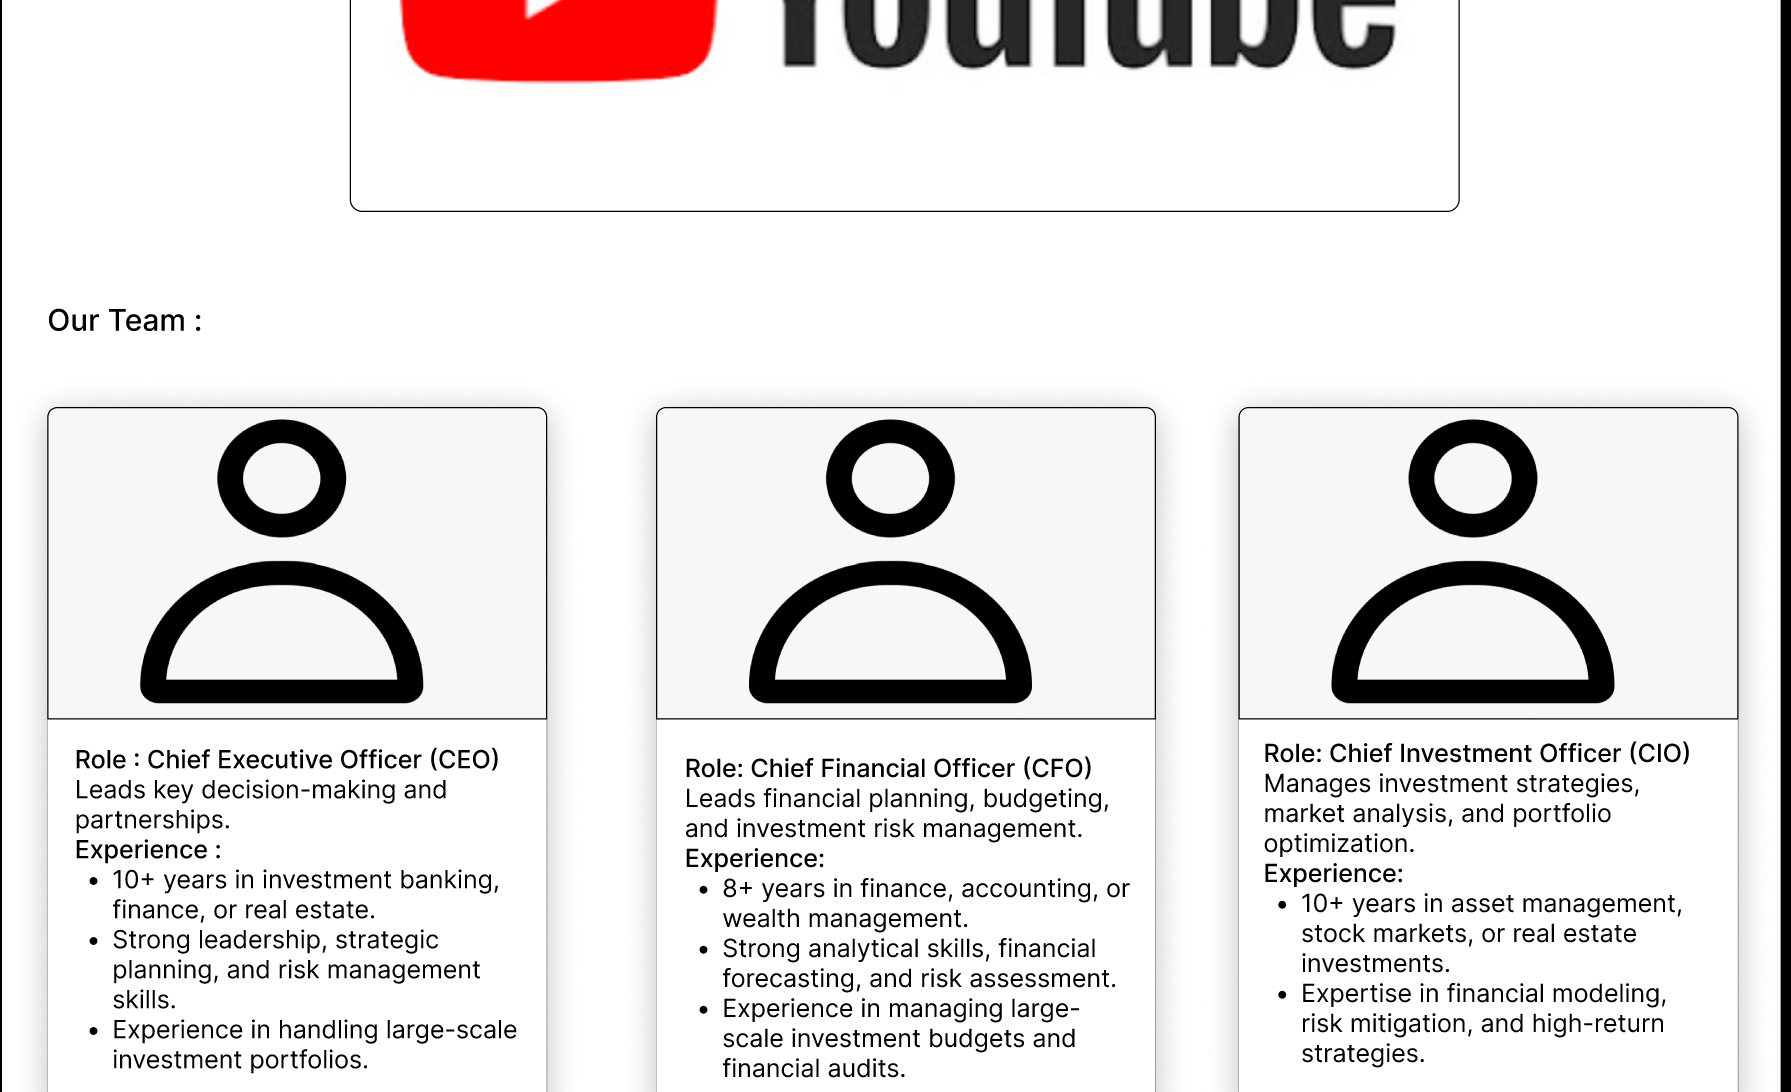 YouTube
Our Team :
Role : Chief Executive Officer (CEO)
Leads key decision-making and
partnerships.
Experience :
• 10+ years in investment banking,
finance, or real estate.
• Strong leadership, strategic
planning, and risk management
skills.
• Experience in handling large-scale
investment portfolios.
Role: Chief Financial Officer (CFO)
Leads financial planning, budgeting,
and investment risk management.
Experience:
• 8+ years in finance, accounting, or
wealth management.
• Strong analytical skills, financial
forecasting, and risk assessment.
• Experience in managing large-
scale investment budgets and
financial audits.
Role: Chief Investment Officer (CIO)
Manages investment strategies,
market analysis, and portfolio
optimization.
Experience:
• 10+ years in asset management,
stock markets, or real estate
investments.
• Expertise in financial modeling,
risk mitigation, and high-return
strategies.